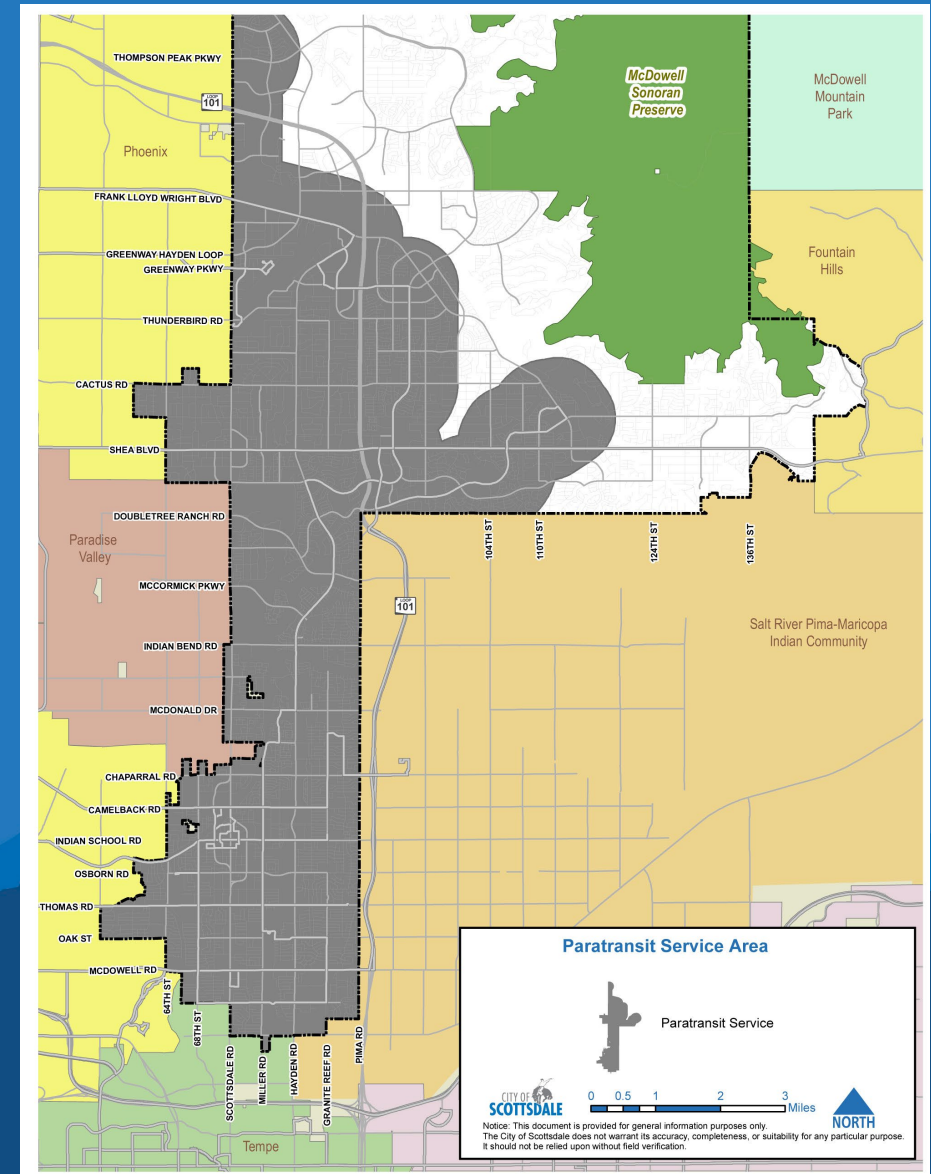 THOMPSON PEAK PKWY
LOOP
101
Phoenix
McDowell
Sonoran
Preserve
McDowell
Mountain
Park
FRANK LLOYD WRIGHT BLVD
GREENWAY HAYDEN LOOP
GREENWAY PKWY
Fountain
Hills
THUNDERBIRD RD
CACTUS RD
SHEA BLVD
DOUBLETREE RANCH RD
Paradise
Valley
104TH ST
110TH ST
124TH ST
136TH ST
MCCORMICK PKWY
LOOP
101
Salt River Pima-Maricopa
Indian Community
INDIAN BEND RD
MCDONALD DR
CHAPARRAL RD
CAMELBACK RD
INDIAN SCHOOL RD
OSBORN RD
THOMAS RD
OAK ST
MCDOWELL RD
64TH ST
68TH ST
SCOTTSDALE RD
MILLER RD
HAYDEN RD
GRANITE REEF RD
PIMA RD
Tempe
Paratransit Service Area
Paratransit Service
CITY OF
SCOTTSDALE
0 0.5 1 2 3
Miles
NORTH
Notice: This document is provided for general information purposes only.
The City of Scottsdale does not warrant its accuracy, completeness, or suitability for any particular purpose.
It should not be relied upon without field verification.